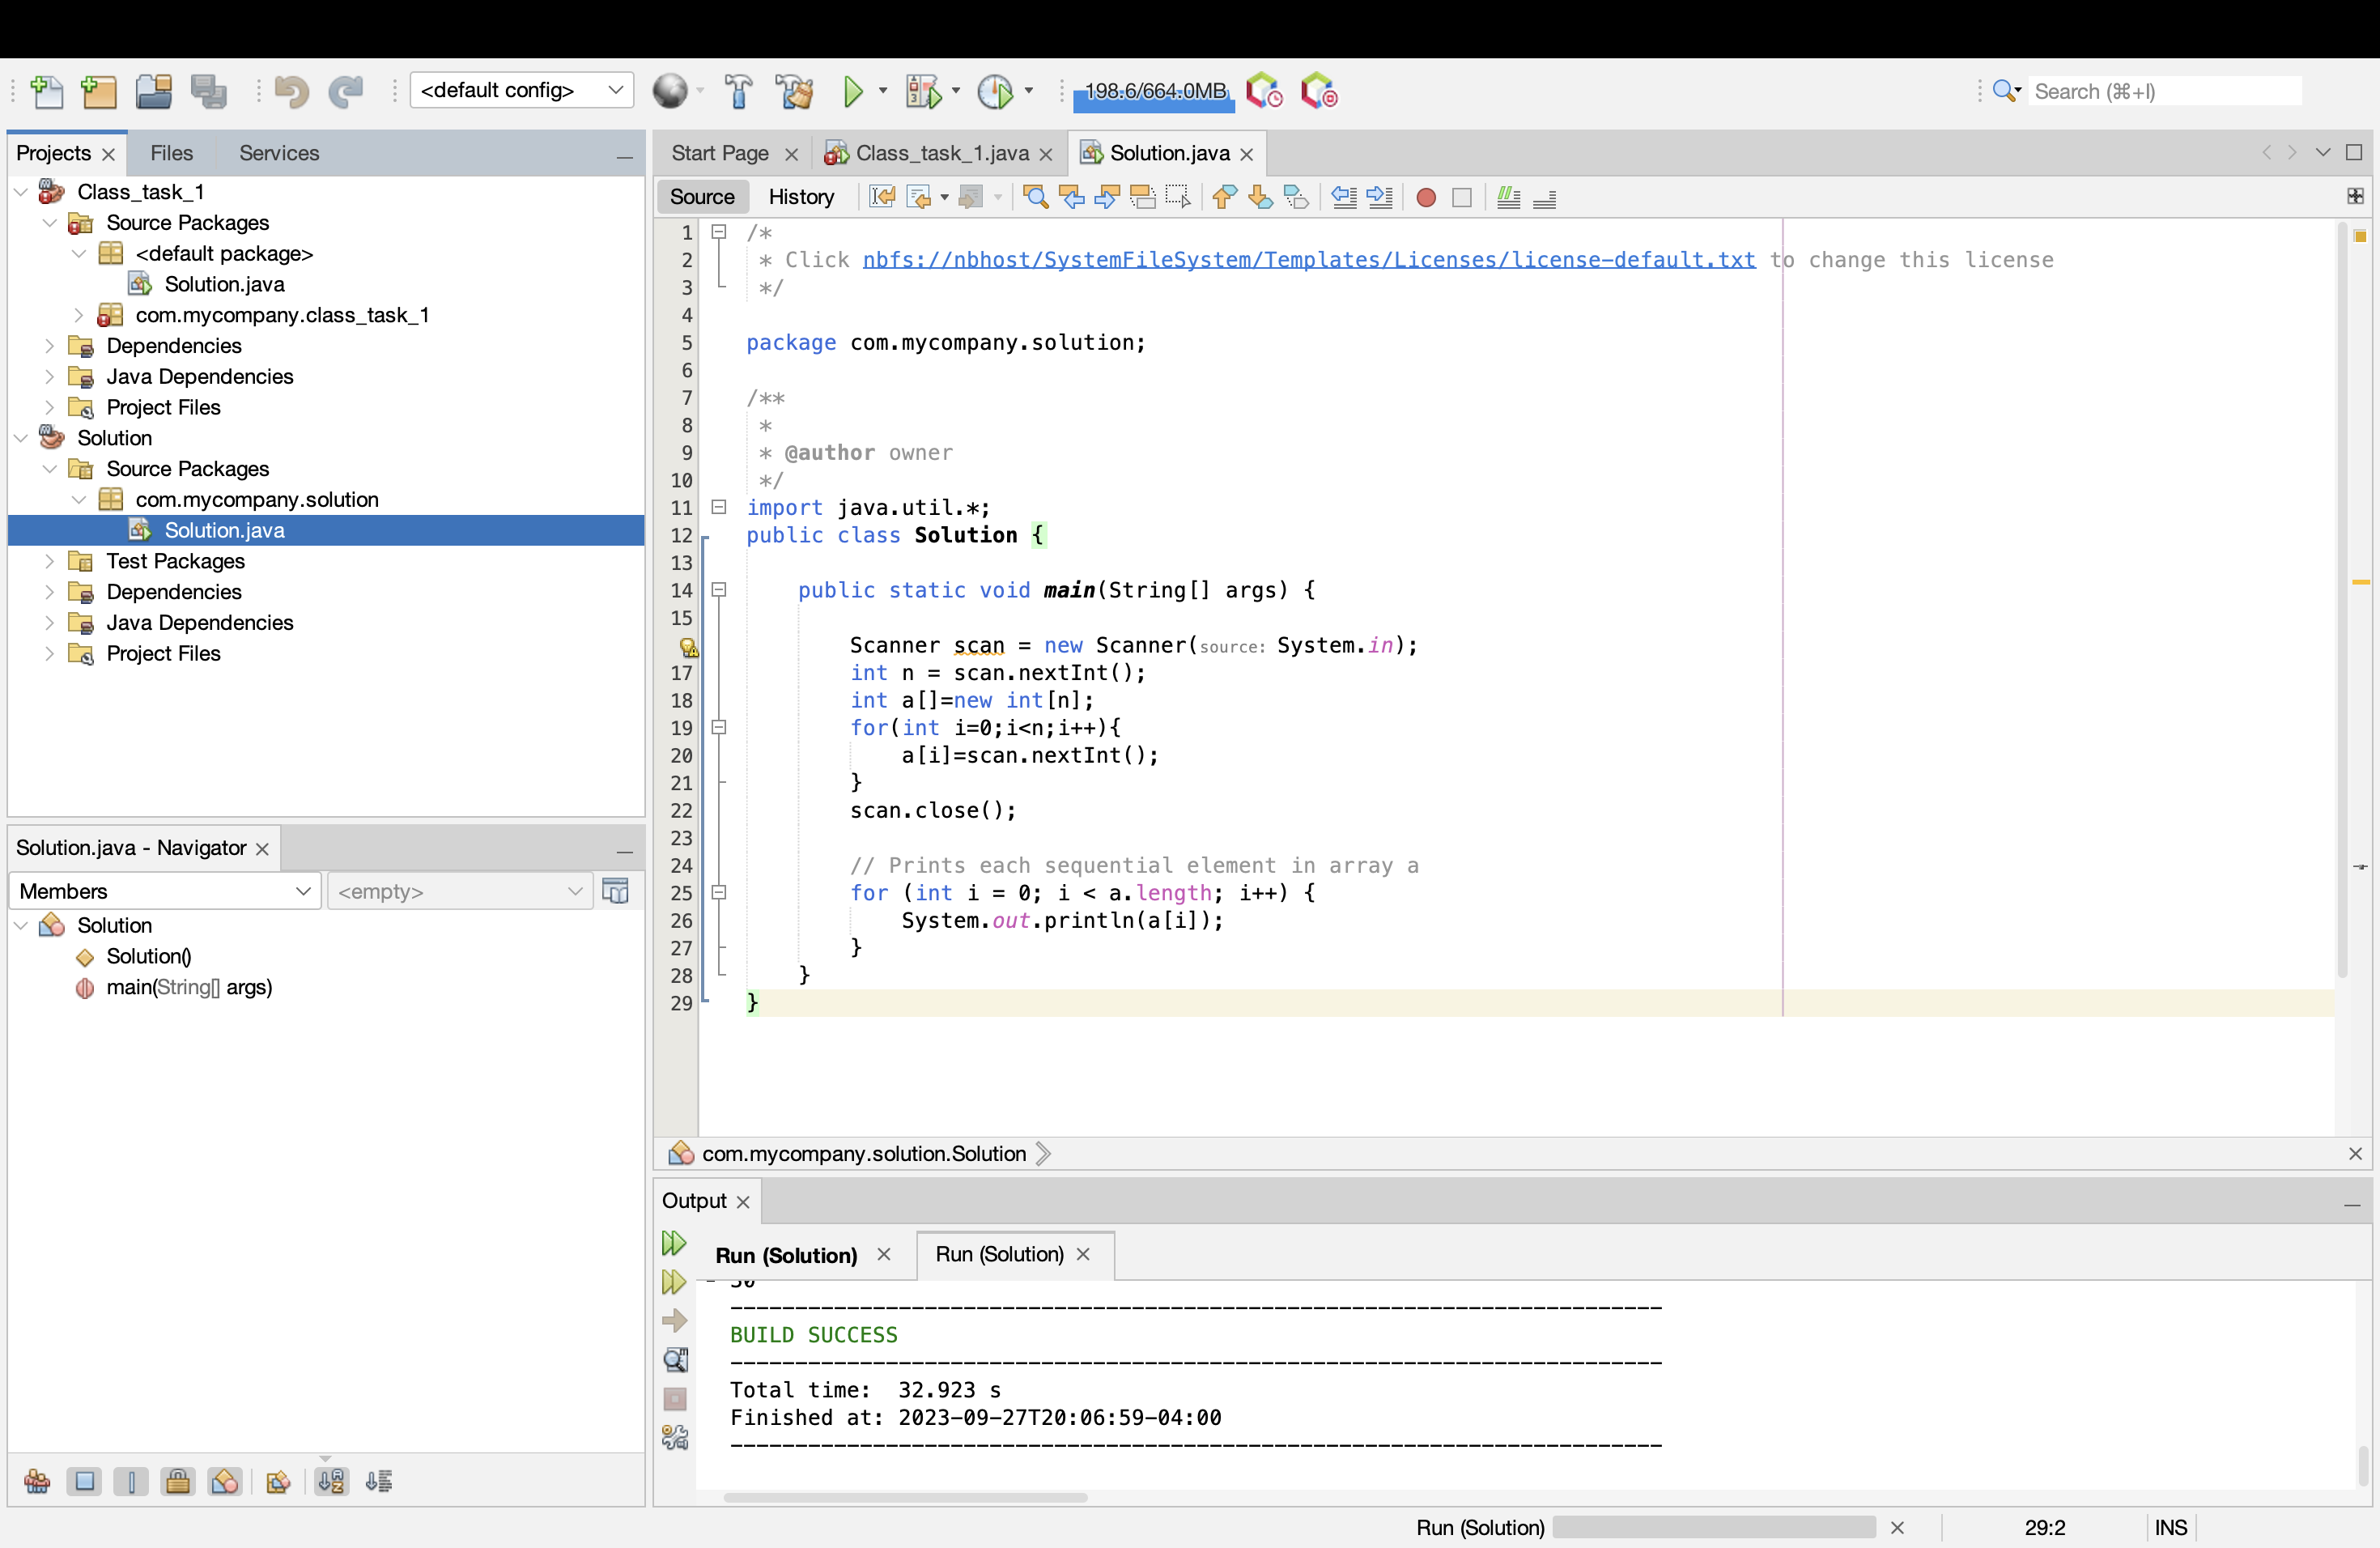 <default config>
198.6/664.0MB
Search (⌘+I)
Projects
Files
Services
Class_task_1
Source Packages
<default package>
Solution.java
com.mycompany.class_task_1
Dependencies
Java Dependencies
Project Files
Solution
Source Packages
com.mycompany.solution
Solution.java
Test Packages
Dependencies
Java Dependencies
Project Files
Solution.java - Navigator
Members
<empty>
Solution
Solution()
main(String[] args)
Start Page
Class_task_1.java
Solution.java
Source
History
1 /*
2 * Click nbfs://nbhost/SystemFileSystem/Templates/Licenses/license-default.txt to change this license
3 */
4
5 package com.mycompany.solution;
6
7 /**
8 *
9 * @author owner
10 */
11 import java.util.*;
12 public class Solution {
13
14 public static void main(String[] args) {
15
Scanner scan = new Scanner(source: System.in);
17 int n = scan.nextInt();
18 int a[]=new int[n];
19 for(int i=0;i<n;i++){
20 a[i]=scan.nextInt();
21 }
22 scan.close();
23
24 // Prints each sequential element in array a
25 for (int i = 0; i < a.length; i++) {
26 System.out.println(a[i]);
27 }
28 }
29 }
com.mycompany.solution.Solution
Output
Run (Solution)
Run (Solution)
------------------------------------------------------------------------
BUILD SUCCESS
------------------------------------------------------------------------
Total time:  32.923 s
Finished at: 2023-09-27T20:06:59-04:00
------------------------------------------------------------------------
Run (Solution)
29:2
INS